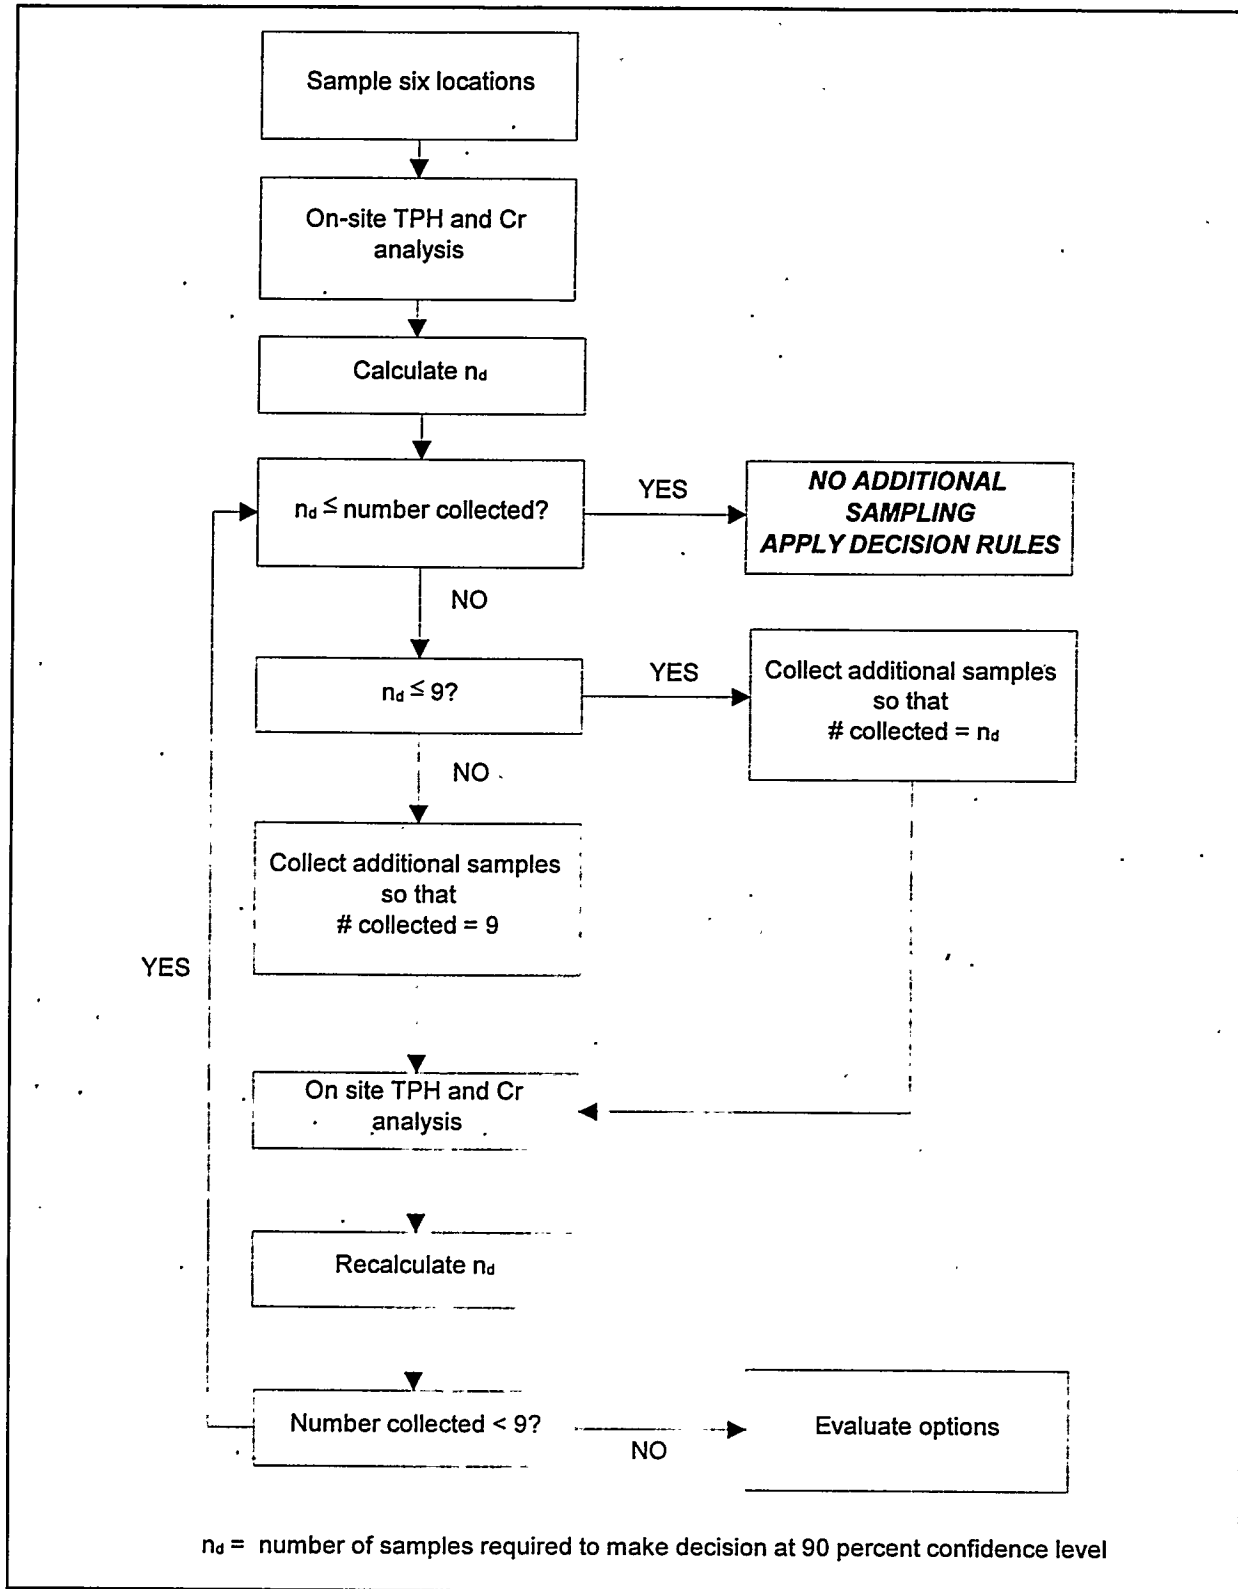 Sample six locations
On-site TPH and Cr
analysis
Calculate nd
nd ≤ number collected?
YES
NO ADDITIONAL
SAMPLING
APPLY DECISION RULES
NO
nd ≤ 9?
YES
Collect additional samples
so that
# collected = nd
NO
Collect additional samples
so that
# collected = 9
YES
On site TPH and Cr
analysis
Recalculate nd
Number collected < 9?
NO
Evaluate options
nd = number of samples required to make decision at 90 percent confidence level